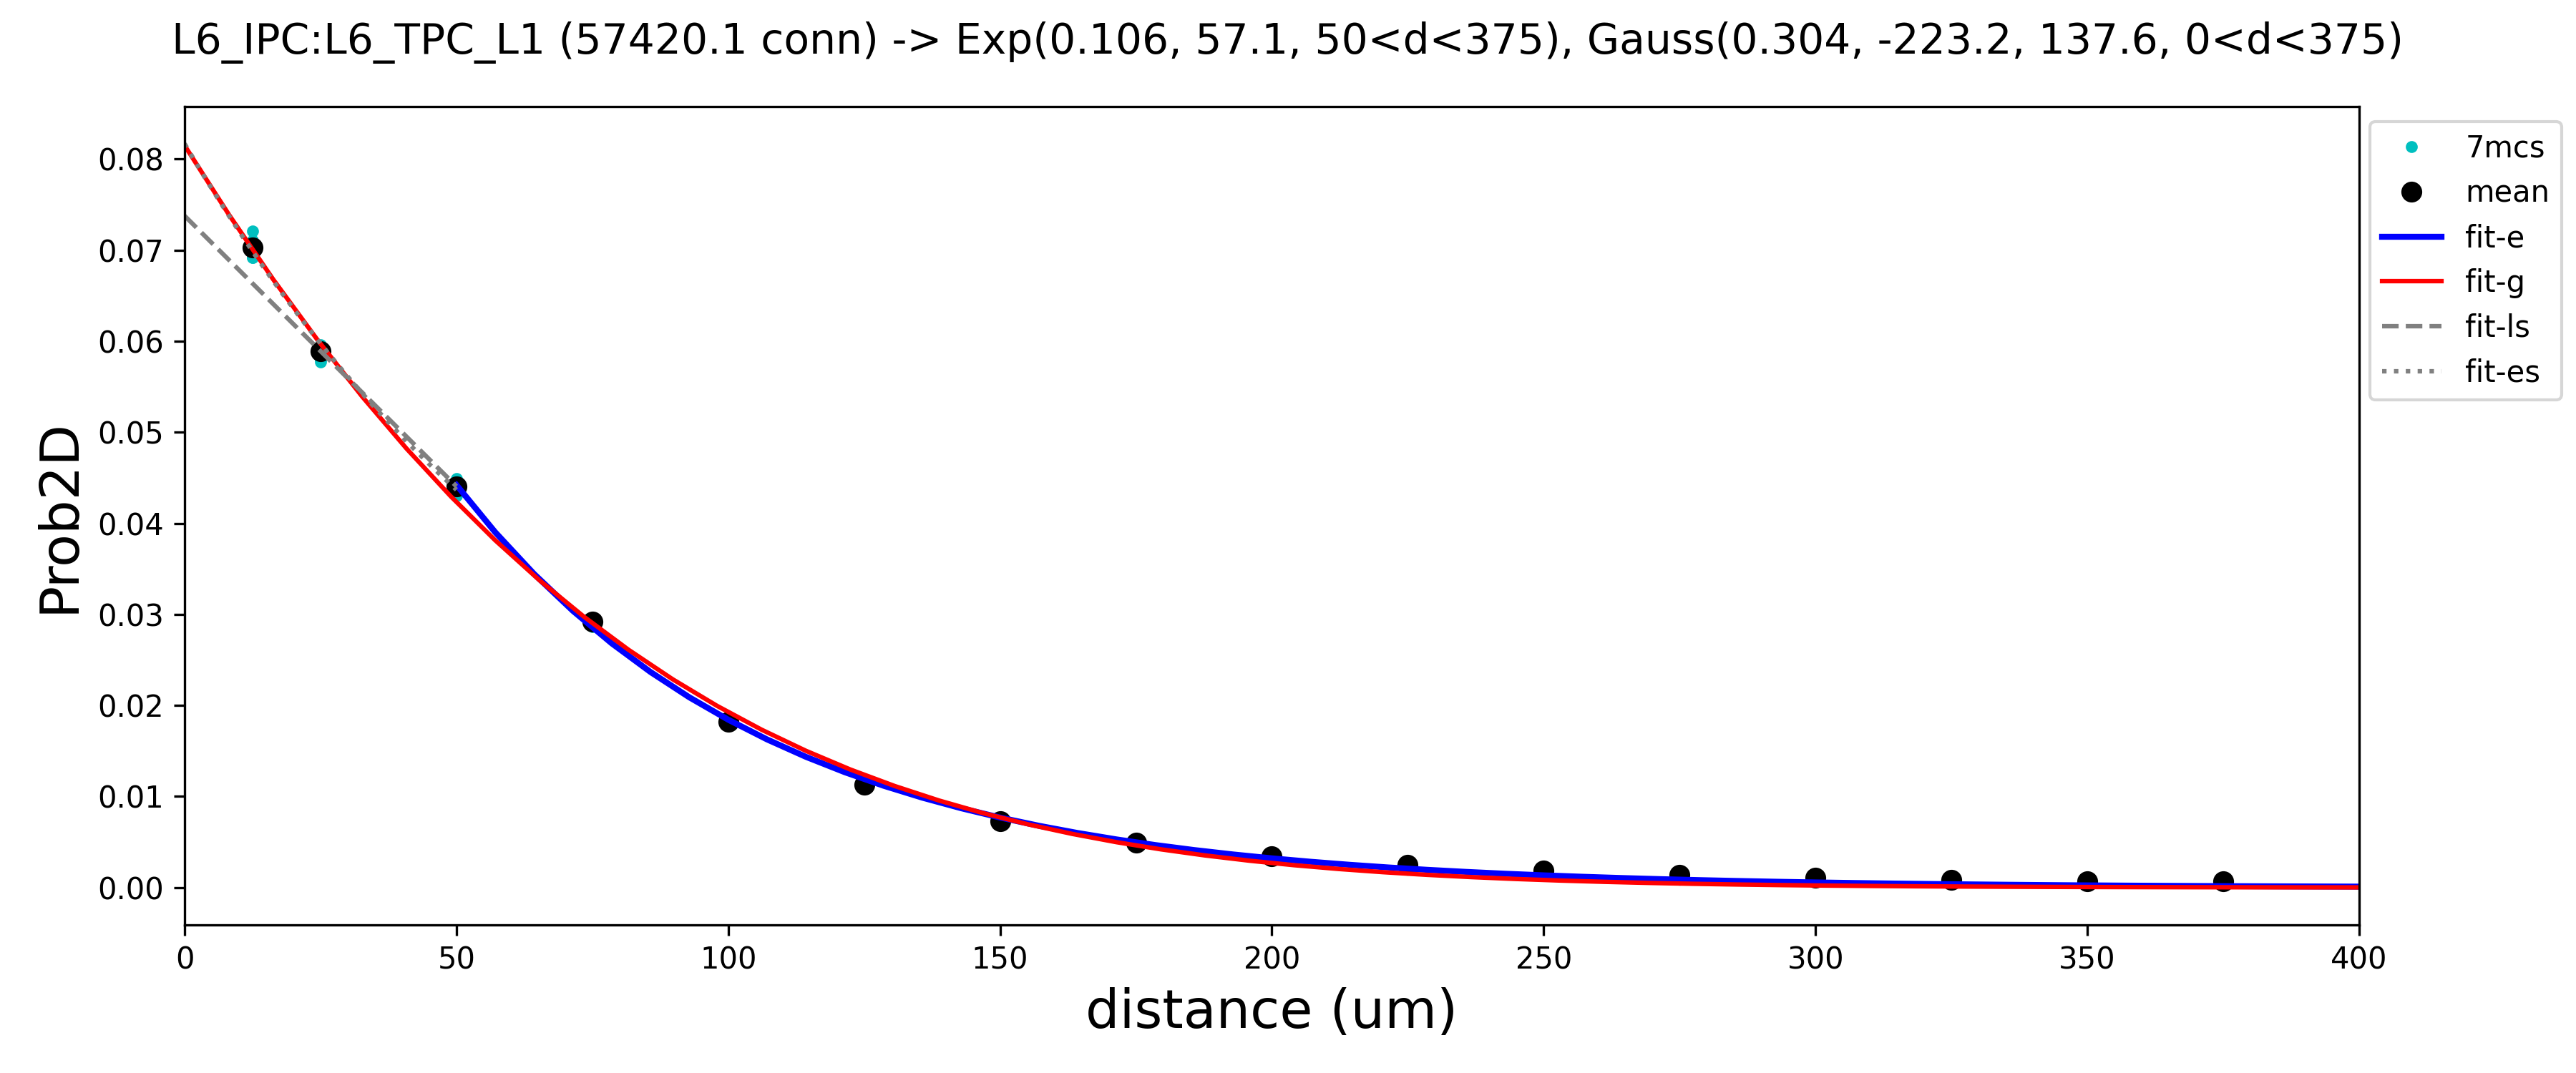 L6_IPC:L6_TPC_L1 (57420.1 conn) -> Exp(0.106, 57.1, 50<d<375), Gauss(0.304, -223.2, 137.6, 0<d<375)
7mcs
mean
fit-e
fit-g
fit-ls
fit-es
Prob2D
0.08
0.07
0.06
0.05
0.04
0.03
0.02
0.01
0.00
0 50 100 150 200 250 300 350 400
distance (um)